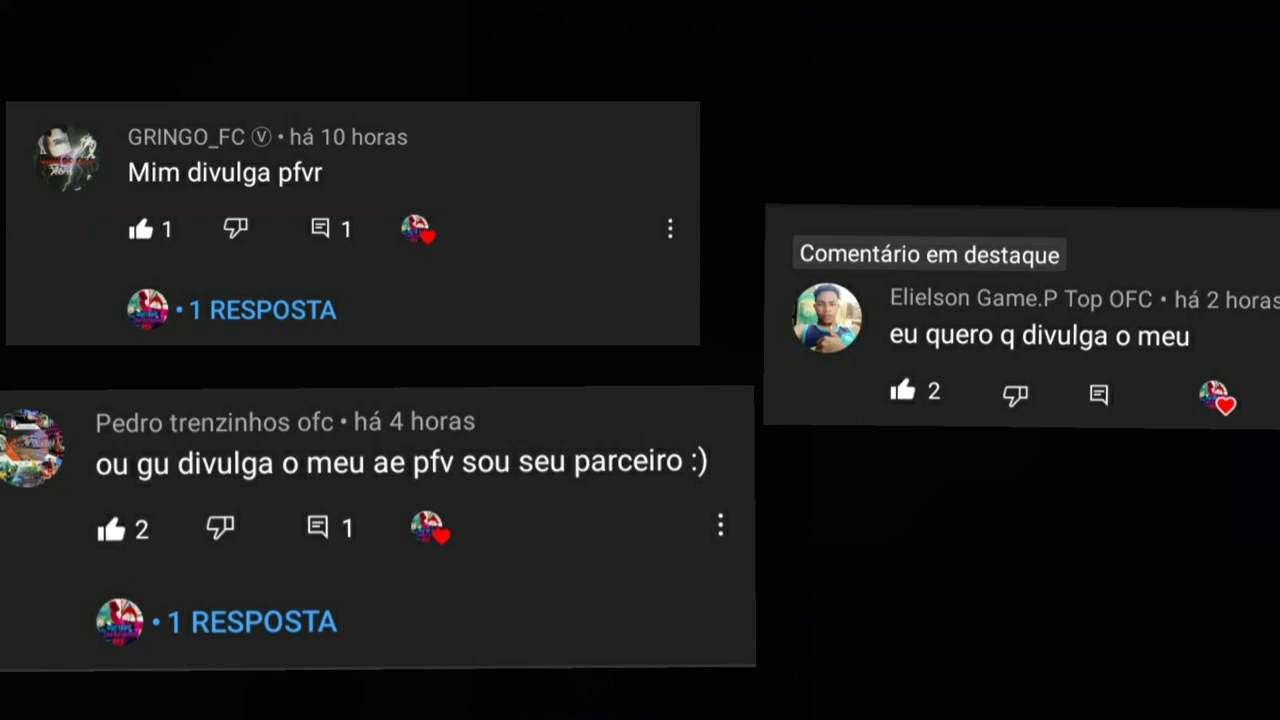 GRINGO_FC Ⓥ • há 10 horas
Mim divulga pfvr
1
1
• 1 RESPOSTA
Pedro trenzinhos ofc • há 4 horas
ou gu divulga o meu ae pfv sou seu parceiro :)
2
1
• 1 RESPOSTA
Comentário em destaque
Elielson Game.P Top OFC • há 2 horas
eu quero q divulga o meu
2